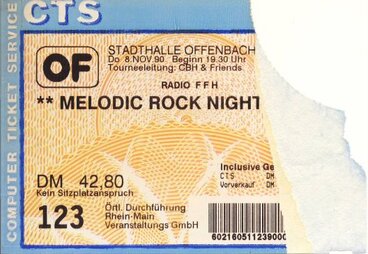 CTS
COMPUTER TICKET SERVICE
OF
STADTHALLE OFFENBACH
Do 8.NOV.90 Beginn 19.30 Uhr
Tourneeleitung: CBH & Friends
RADIO FFH
** MELODIC ROCK NIGHT
DM 42,80
Kein Sitzplatzanspruch
Inclusive Ge
CTS DM
Vorverkauf DM
123
Örtl. Durchführung
Rhein-Main
Veranstaltungs GmbH
602160511239000